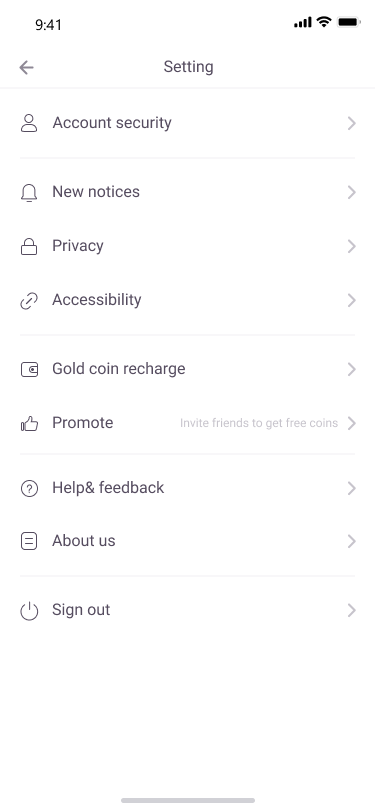 9:41
Setting
Account security
New notices
Privacy
Accessibility
Gold coin recharge
Promote Invite friends to get free coins
Help& feedback
About us
Sign out